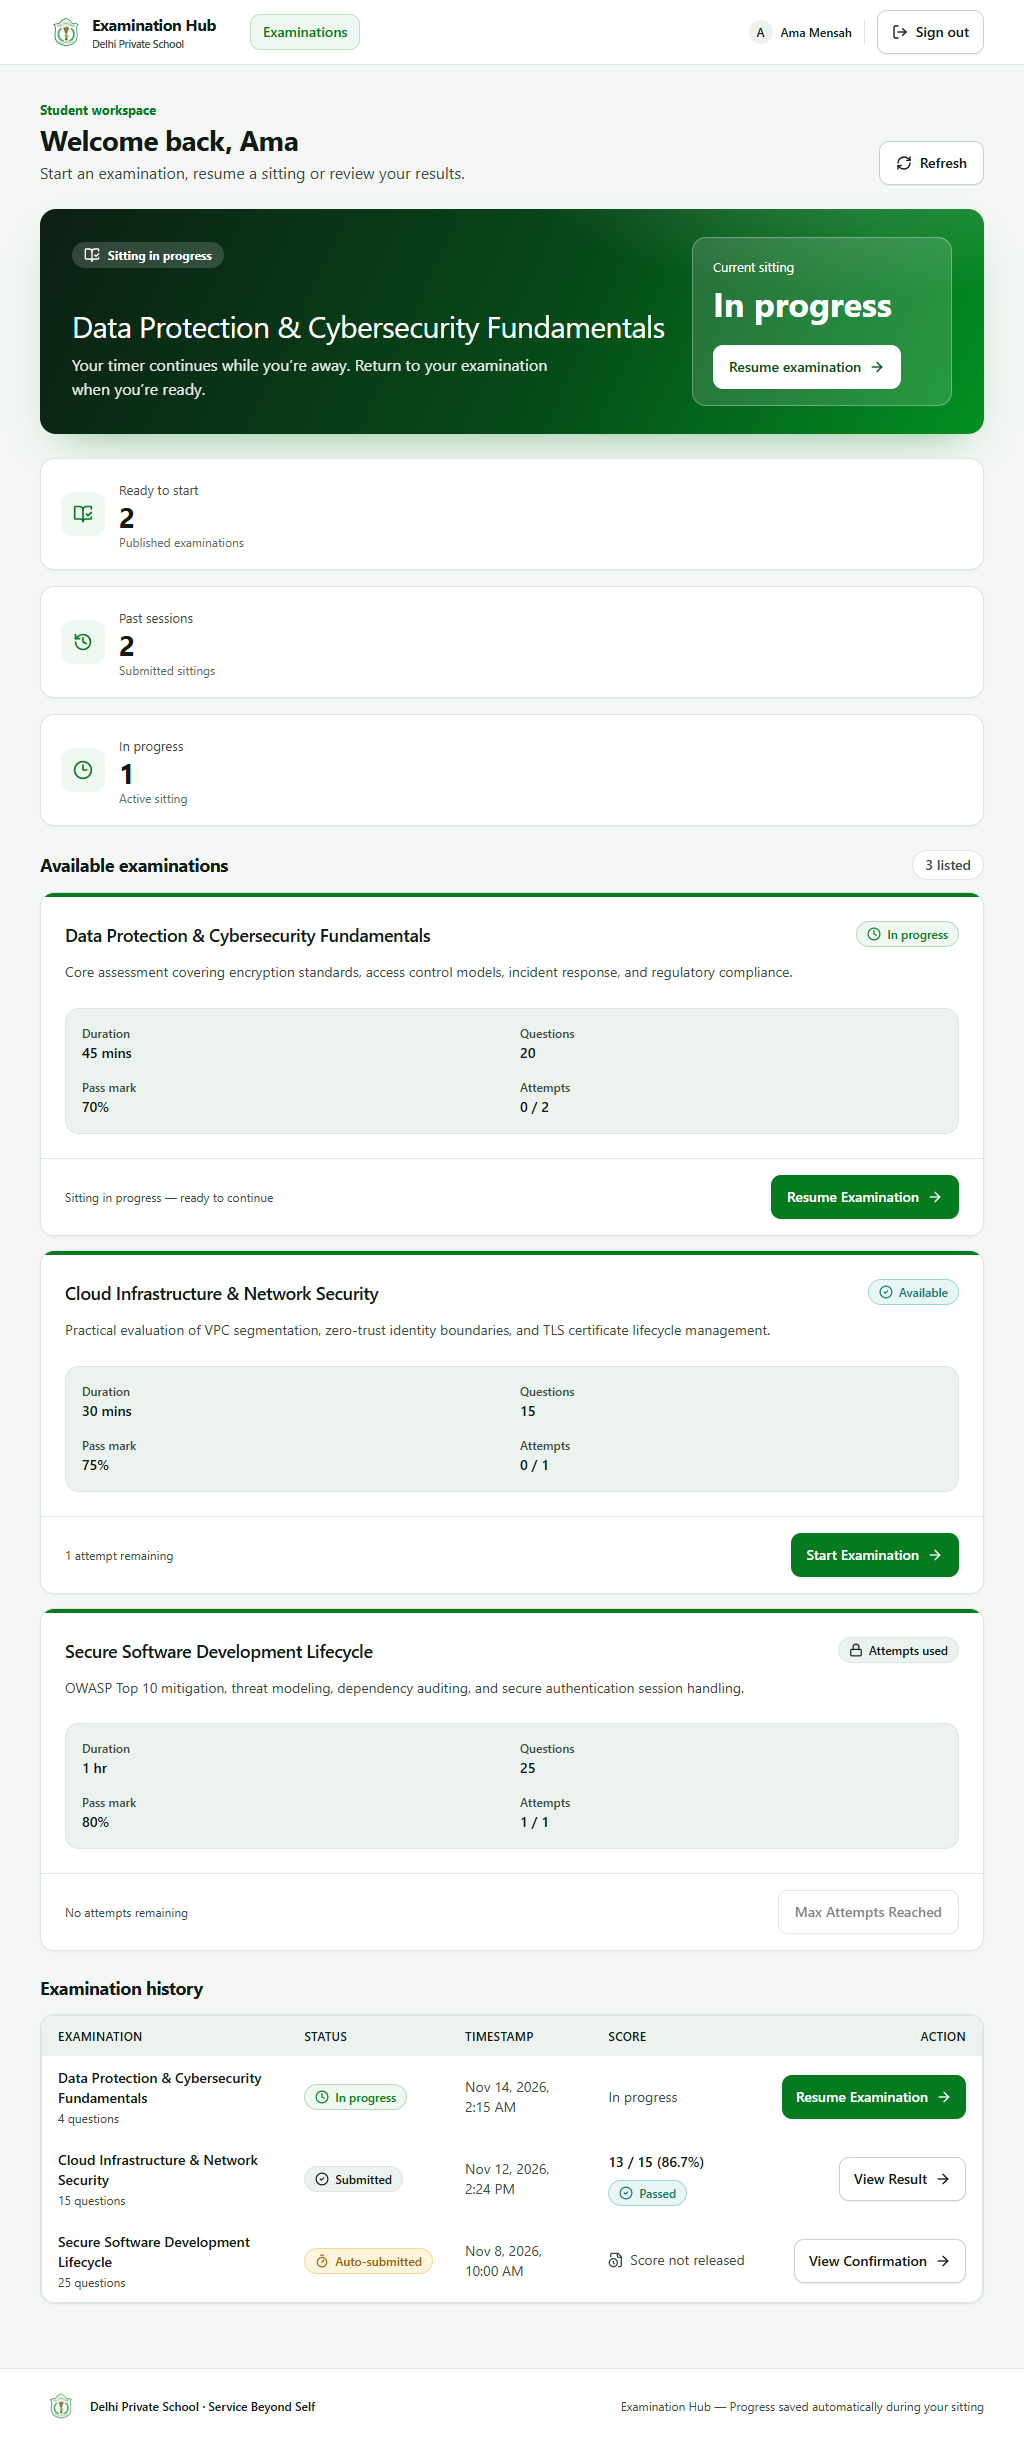 Examination Hub
Delhi Private School
Examinations
A
Ama Mensah
Sign out
Student workspace
Welcome back, Ama
Start an examination, resume a sitting or review your results.
Refresh
Sitting in progress
Data Protection & Cybersecurity Fundamentals
Your timer continues while you're away. Return to your examination
when you're ready.
Current sitting
In progress
Resume examination
Ready to start
2
Published examinations
Past sessions
2
Submitted sittings
In progress
1
Active sitting
Available examinations
3 listed
Data Protection & Cybersecurity Fundamentals
In progress
Core assessment covering encryption standards, access control models, incident response, and regulatory compliance.
Duration
45 mins
Questions
20
Pass mark
70%
Attempts
0 / 2
Sitting in progress — ready to continue
Resume Examination
Cloud Infrastructure & Network Security
Available
Practical evaluation of VPC segmentation, zero-trust identity boundaries, and TLS certificate lifecycle management.
Duration
30 mins
Questions
15
Pass mark
75%
Attempts
0 / 1
1 attempt remaining
Start Examination
Secure Software Development Lifecycle
Attempts used
OWASP Top 10 mitigation, threat modeling, dependency auditing, and secure authentication session handling.
Duration
1 hr
Questions
25
Pass mark
80%
Attempts
1 / 1
No attempts remaining
Max Attempts Reached
Examination history
EXAMINATION STATUS TIMESTAMP SCORE ACTION
Data Protection & Cybersecurity
Fundamentals
4 questions
In progress
Nov 14, 2026,
2:15 AM
In progress
Resume Examination
Cloud Infrastructure & Network
Security
15 questions
Submitted
Nov 12, 2026,
2:24 PM
13 / 15 (86.7%)
Passed
View Result
Secure Software Development
Lifecycle
25 questions
Auto-submitted
Nov 8, 2026,
10:00 AM
Score not released
View Confirmation
Delhi Private School · Service Beyond Self
Examination Hub — Progress saved automatically during your sitting